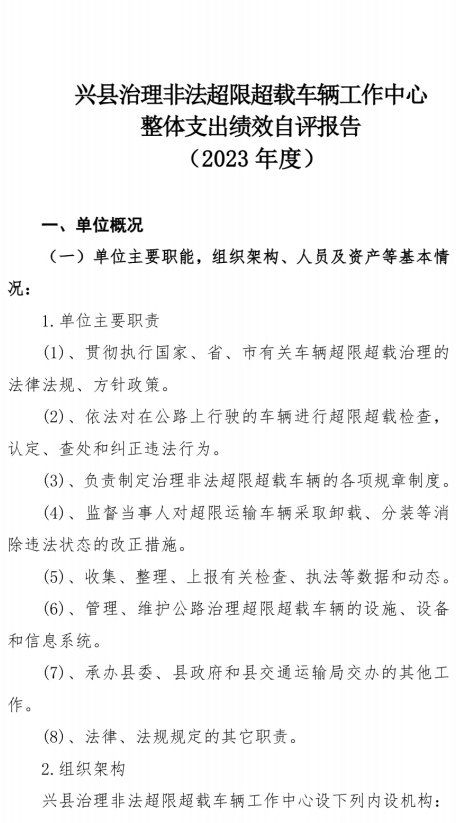 兴县治理非法超限超载车辆工作中心
整体支出绩效自评报告
（2023 年度）
一、单位概况
（一）单位主要职能，组织架构、人员及资产等基本情
况：
1.单位主要职责
(1)、贯彻执行国家、省、市有关车辆超限超载治理的
法律法规、方针政策。
(2)、依法对在公路上行驶的车辆进行超限超载检查，
认定、查处和纠正违法行为。
(3)、负责制定治理非法超限超载车辆的各项规章制度。
(4)、监督当事人对超限运输车辆采取卸载、分装等消
除违法状态的改正措施。
(5)、收集、整理、上报有关检查、执法等数据和动态。
(6)、管理、维护公路治理超限超载车辆的设施、设备
和信息系统。
(7)、承办县委、县政府和县交通运输局交办的其他工
作。
(8)、法律、法规规定的其它职责。
2.组织架构
兴县治理非法超限超载车辆工作中心设下列内设机构：